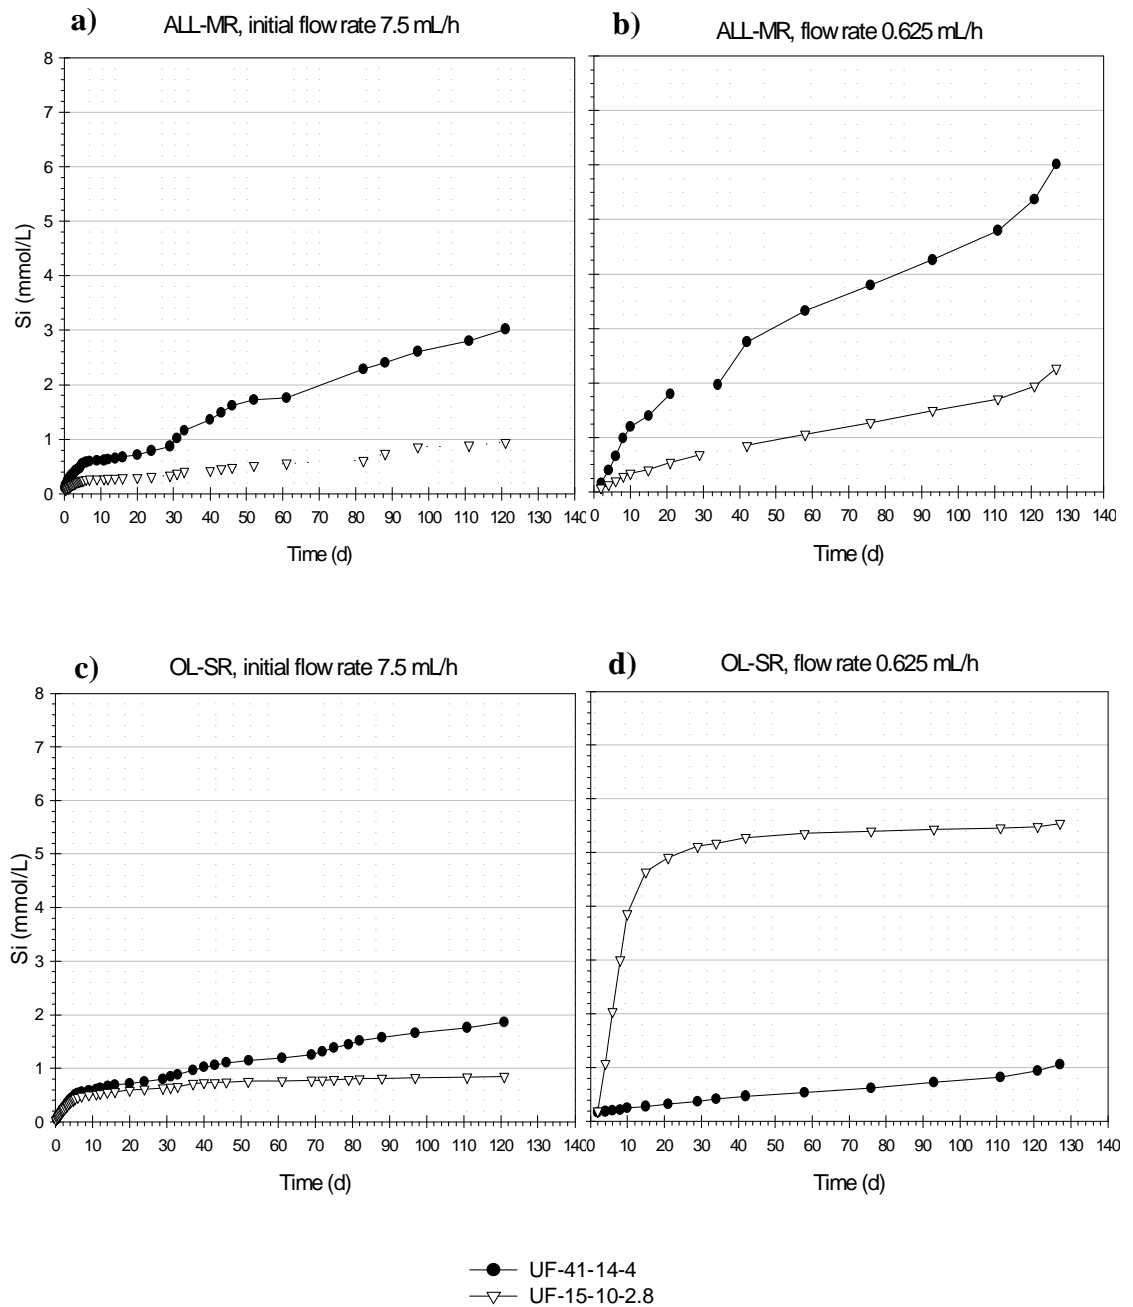 a)
ALL-MR, initial flow rate 7.5 mL/h
b)
ALL-MR, flow rate 0.625 mL/h
8
7
6
5
4
3
2
1
0
Si (mmol/L)
0 10 20 30 40 50 60 70 80 90 100 110 120 130 140
Time (d)
0 10 20 30 40 50 60 70 80 90 100 110 120 130 140
Time (d)
c)
OL-SR, initial flow rate 7.5 mL/h
d)
OL-SR, flow rate 0.625 mL/h
8
7
6
5
4
3
2
1
0
Si (mmol/L)
0 10 20 30 40 50 60 70 80 90 100 110 120 130 140
Time (d)
0 10 20 30 40 50 60 70 80 90 100 110 120 130 140
Time (d)
UF-41-14-4
UF-15-10-2.8